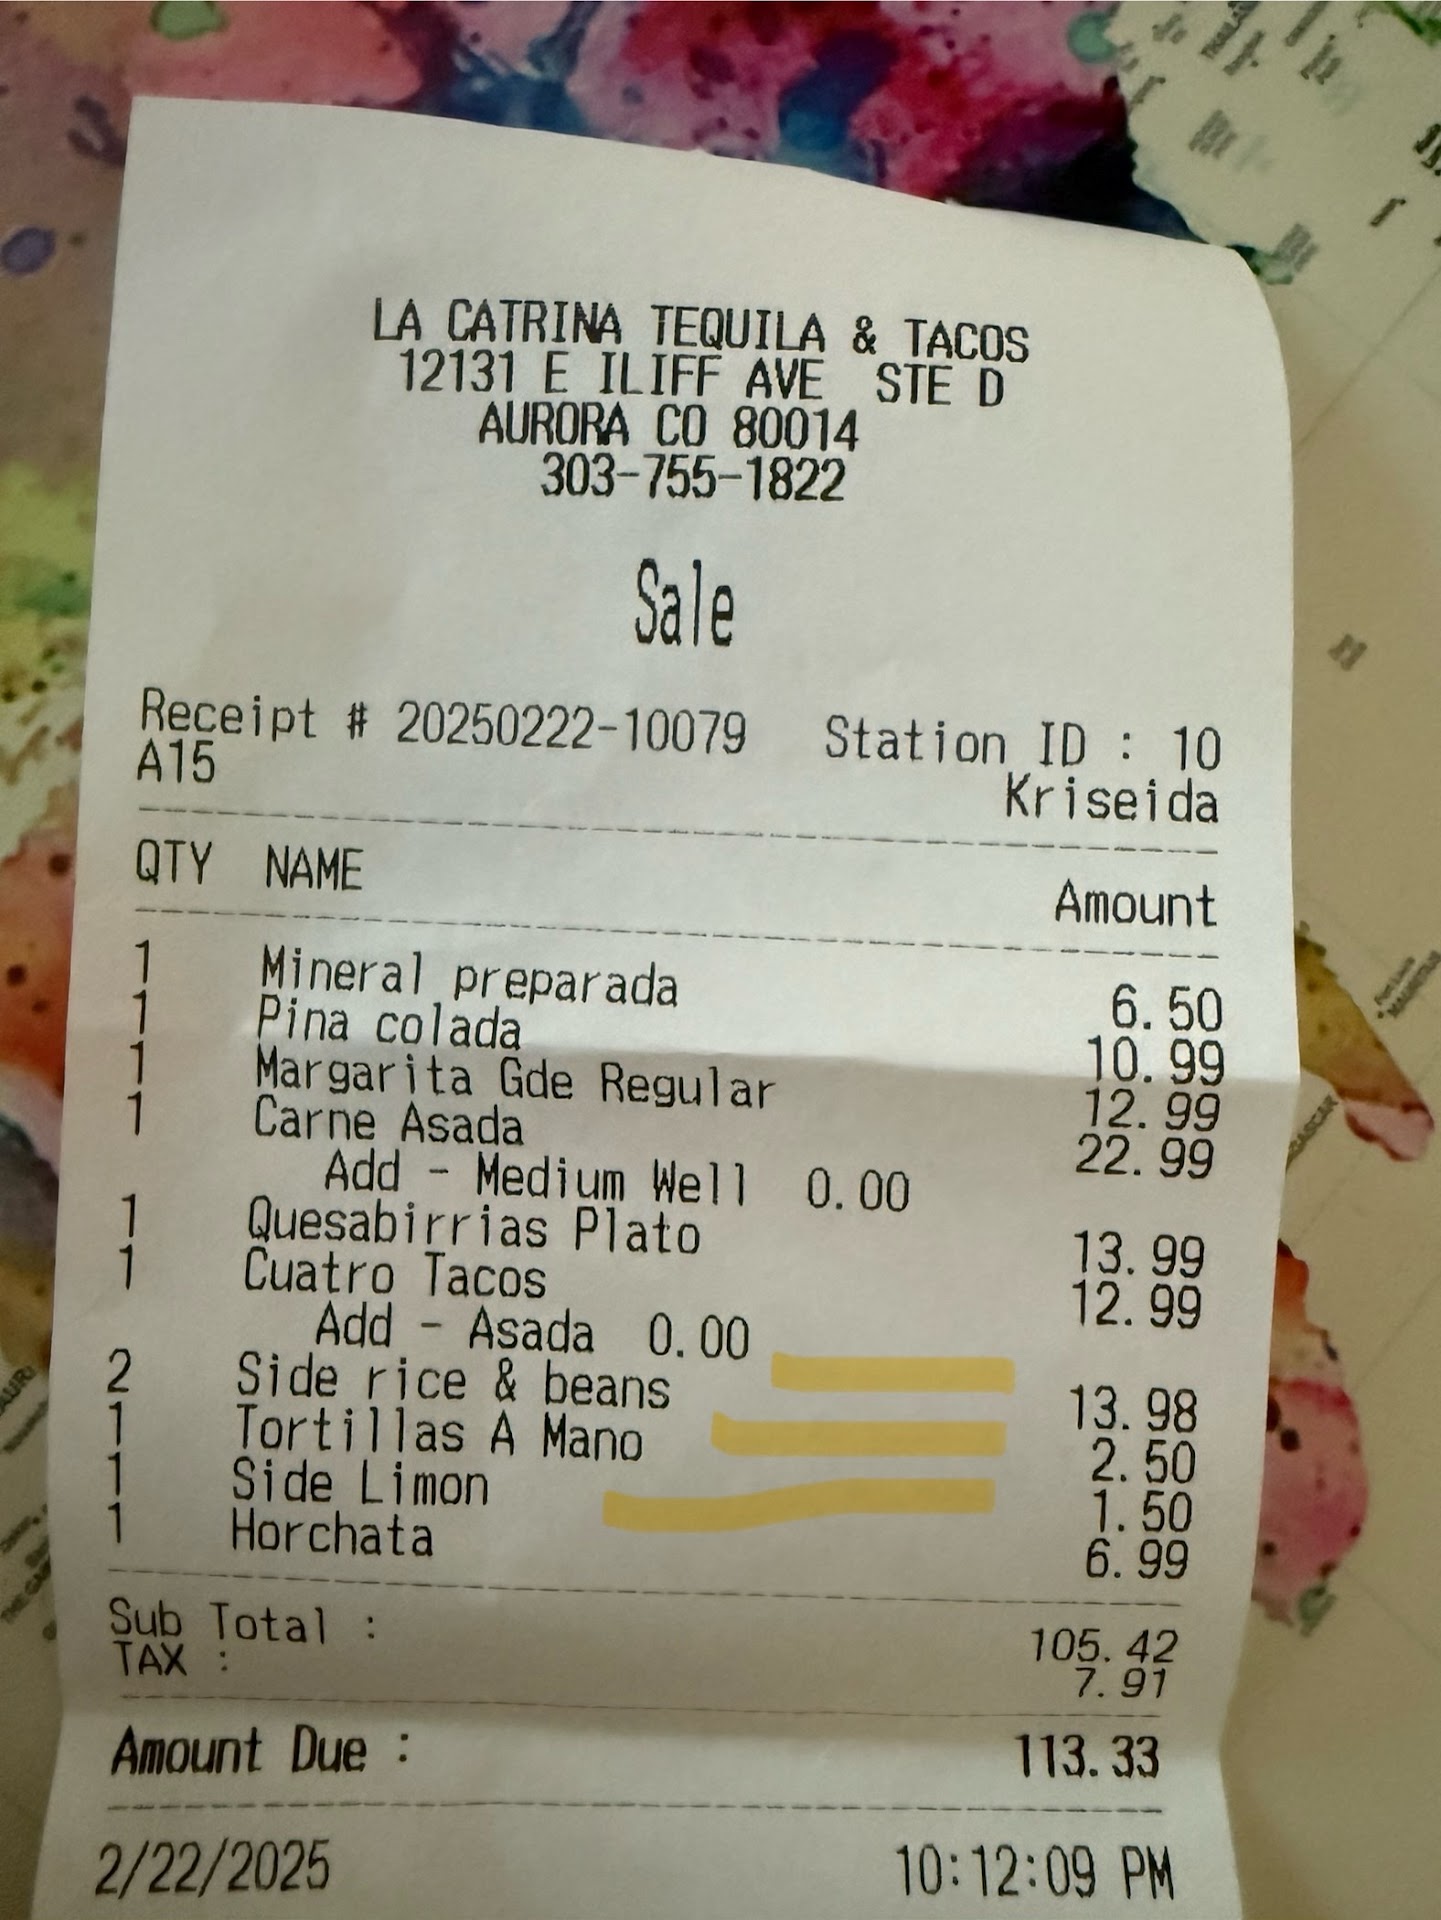 LA CATRINA TEQUILA & TACOS
12131 E ILIFF AVE STE D
AURORA CO 80014
303-755-1822
Sale
Receipt # 20250222-10079 Station ID : 10
A15 Kriseida
QTY NAME Amount
1 Mineral preparada 6.50
1 Pina colada 10.99
1 Margarita Gde Regular 12.99
1 Carne Asada 22.99
Add - Medium Well 0.00
1 Quesabirrias Plato 13.99
1 Cuatro Tacos 12.99
Add - Asada 0.00
2 Side rice & beans 13.98
1 Tortillas A Mano 2.50
1 Side Limon 1.50
1 Horchata 6.99
Sub Total : 105.42
TAX : 7.91
Amount Due : 113.33
2/22/2025 10:12:09 PM